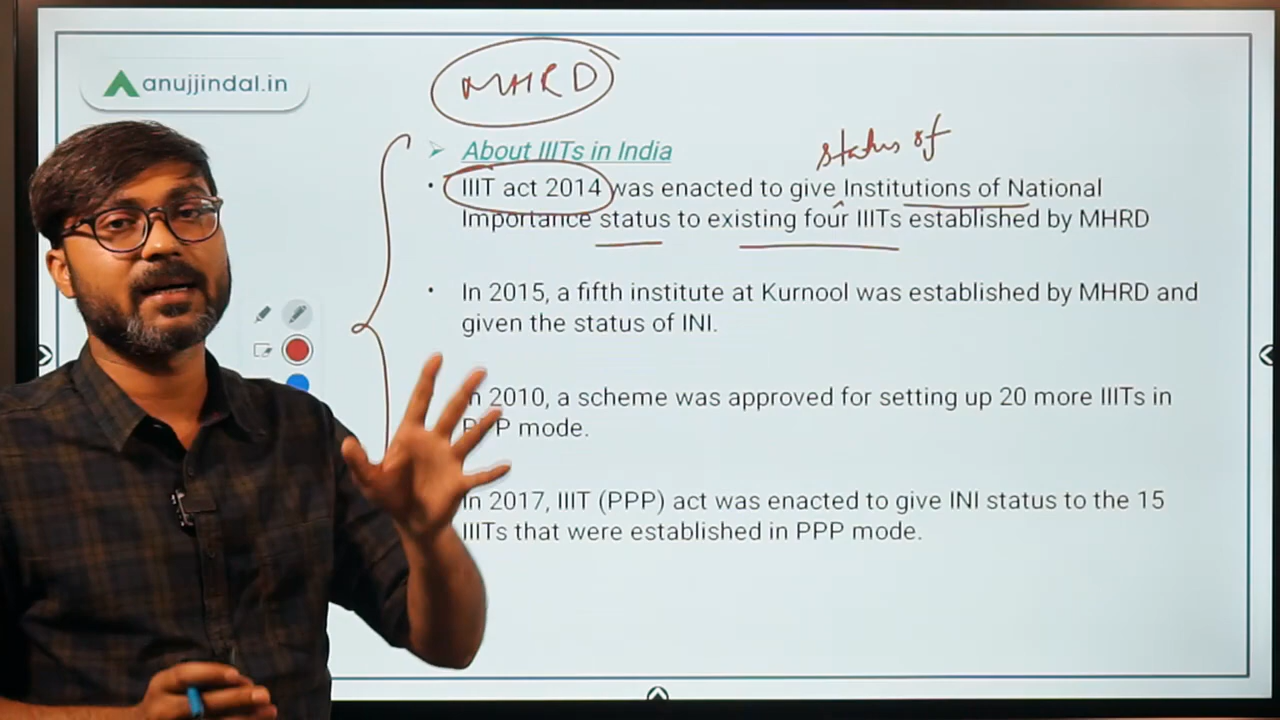 anujjindal.in
MHRD
About IIITs in India
status of
IIIT act 2014 was enacted to give Institutions of National
Importance status to existing four IIITs established by MHRD
In 2015, a fifth institute at Kurnool was established by MHRD and
given the status of INI.
In 2010, a scheme was approved for setting up 20 more IIITs in
PPP mode.
In 2017, IIIT (PPP) act was enacted to give INI status to the 15
IIITs that were established in PPP mode.